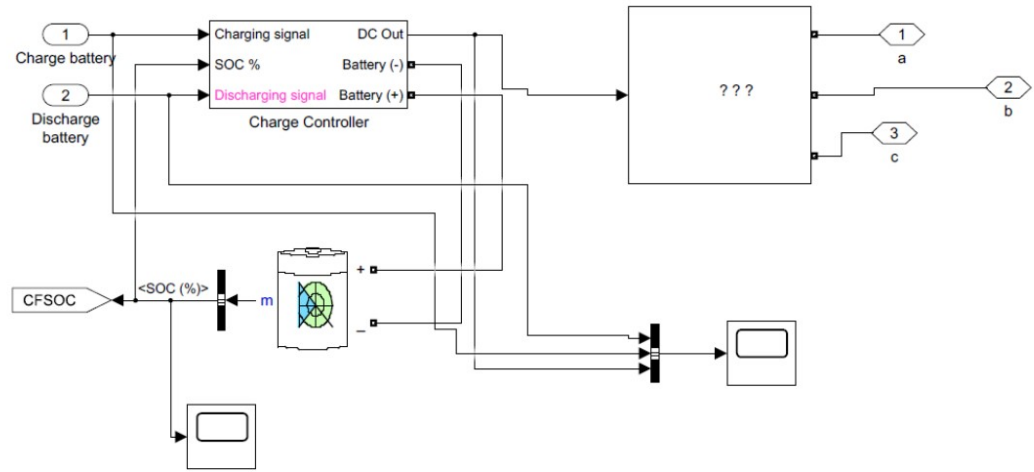 1
Charge battery
2
Discharge
battery
Charging signal
DC Out
SOC %
Battery (-)
Discharging signal
Battery (+)
Charge Controller
? ? ?
1
a
2
b
3
c
CFSOC
<SOC (%)>
m
+
_